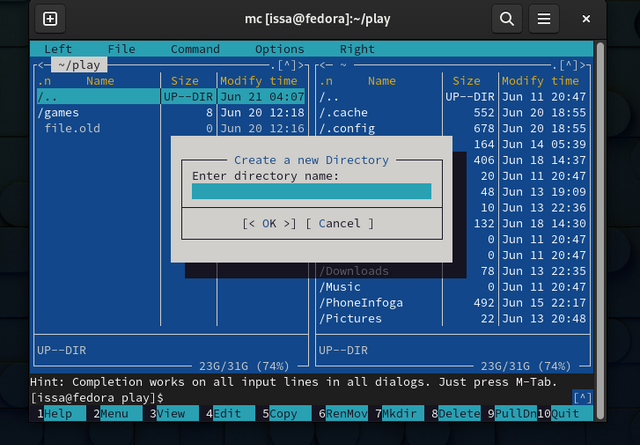 mc [issa@fedora]:~/play
Left File Command Options Right
<─ ~/play .[^]> <─ ~ .[^]>
.n Name Size Modify time .n Name Size Modify time
/.. UP--DIR Jun 21 04:07 /.. UP--DIR Jun 11 20:47
/games 8 Jun 20 12:18 /.cache 552 Jun 20 18:55
file.old 0 Jun 20 12:16 /.config 678 Jun 20 18:55
164 Jun 14 05:39
Create a new Directory 406 Jun 18 14:37
Enter directory name: 20 Jun 11 20:47
48 Jun 13 19:09
10 Jun 13 22:36
[< OK >] [ Cancel ] 132 Jun 18 14:30
0 Jun 11 20:47
0 Jun 11 20:47
/Downloads 78 Jun 13 22:35
/Music 0 Jun 11 20:47
/PhoneInfoga 492 Jun 15 22:17
/Pictures 22 Jun 13 20:48
UP--DIR UP--DIR
23G/31G (74%) 23G/31G (74%)
Hint: Completion works on all input lines in all dialogs. Just press M-Tab.
[issa@fedora play]$ [^]
1Help 2Menu 3View 4Edit 5Copy 6RenMov 7Mkdir 8Delete 9PullDn10Quit